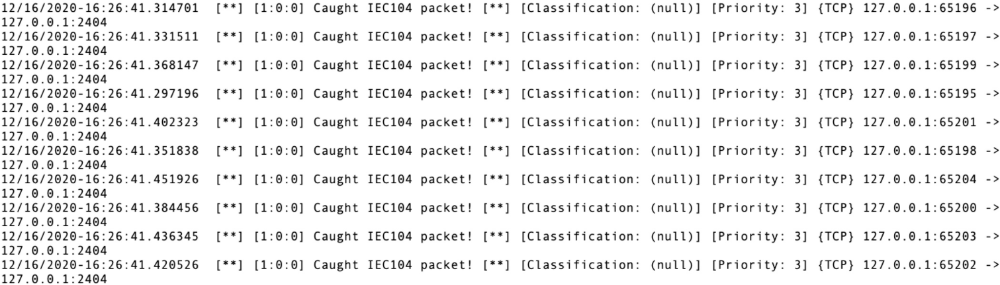 12/16/2020-16:26:41.314701  [**] [1:0:0] Caught IEC104 packet! [**] [Classification: (null)] [Priority: 3] {TCP} 127.0.0.1:65196 ->
127.0.0.1:2404
12/16/2020-16:26:41.331511  [**] [1:0:0] Caught IEC104 packet! [**] [Classification: (null)] [Priority: 3] {TCP} 127.0.0.1:65197 ->
127.0.0.1:2404
12/16/2020-16:26:41.368147  [**] [1:0:0] Caught IEC104 packet! [**] [Classification: (null)] [Priority: 3] {TCP} 127.0.0.1:65199 ->
127.0.0.1:2404
12/16/2020-16:26:41.297196  [**] [1:0:0] Caught IEC104 packet! [**] [Classification: (null)] [Priority: 3] {TCP} 127.0.0.1:65195 ->
127.0.0.1:2404
12/16/2020-16:26:41.402323  [**] [1:0:0] Caught IEC104 packet! [**] [Classification: (null)] [Priority: 3] {TCP} 127.0.0.1:65201 ->
127.0.0.1:2404
12/16/2020-16:26:41.351838  [**] [1:0:0] Caught IEC104 packet! [**] [Classification: (null)] [Priority: 3] {TCP} 127.0.0.1:65198 ->
127.0.0.1:2404
12/16/2020-16:26:41.451926  [**] [1:0:0] Caught IEC104 packet! [**] [Classification: (null)] [Priority: 3] {TCP} 127.0.0.1:65204 ->
127.0.0.1:2404
12/16/2020-16:26:41.384456  [**] [1:0:0] Caught IEC104 packet! [**] [Classification: (null)] [Priority: 3] {TCP} 127.0.0.1:65200 ->
127.0.0.1:2404
12/16/2020-16:26:41.436345  [**] [1:0:0] Caught IEC104 packet! [**] [Classification: (null)] [Priority: 3] {TCP} 127.0.0.1:65203 ->
127.0.0.1:2404
12/16/2020-16:26:41.420526  [**] [1:0:0] Caught IEC104 packet! [**] [Classification: (null)] [Priority: 3] {TCP} 127.0.0.1:65202 ->
127.0.0.1:2404